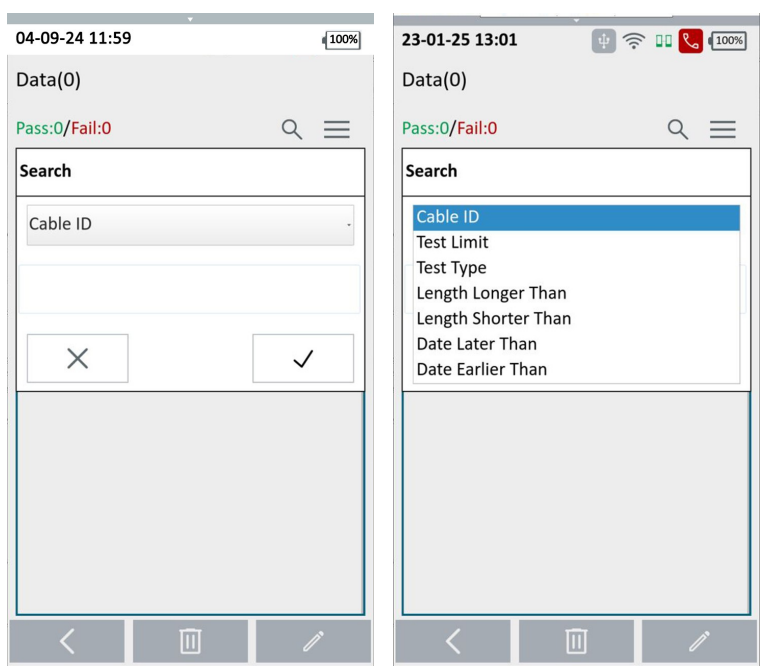 04-09-24 11:59
100%
Data(0)
Pass:0/Fail:0
Search
Cable ID
23-01-25 13:01
100%
Data(0)
Pass:0/Fail:0
Search
Cable ID
Test Limit
Test Type
Length Longer Than
Length Shorter Than
Date Later Than
Date Earlier Than